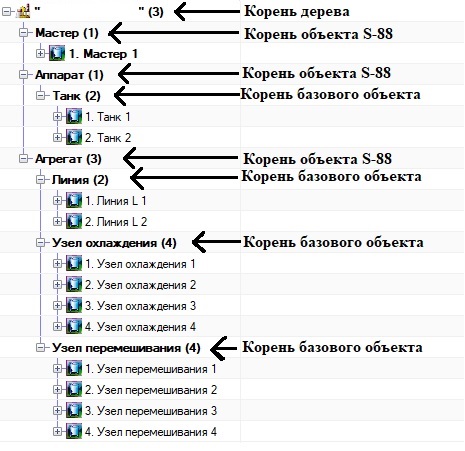 " " (3) Корень дерева
Мастер (1) Корень объекта S-88
1. Мастер 1
Аппарат (1) Корень объекта S-88
Танк (2) Корень базового объекта
1. Танк 1
2. Танк 2
Агрегат (3) Корень объекта S-88
Линия (2) Корень базового объекта
1. Линия L 1
2. Линия L 2
Узел охлаждения (4) Корень базового объекта
1. Узел охлаждения 1
2. Узел охлаждения 2
3. Узел охлаждения 3
4. Узел охлаждения 4
Узел перемешивания (4) Корень базового объекта
1. Узел перемешивания 1
2. Узел перемешивания 2
3. Узел перемешивания 3
4. Узел перемешивания 4